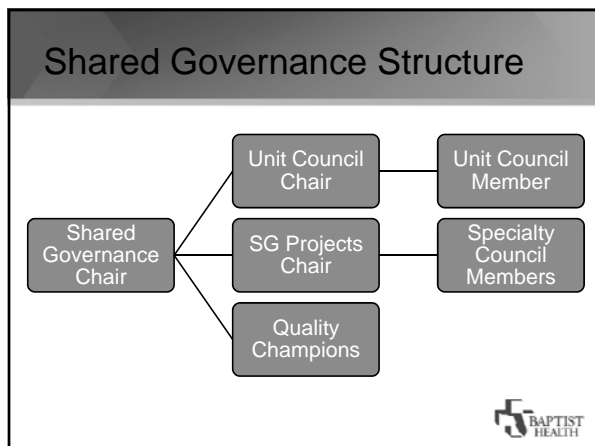 Shared Governance Structure
Unit Council
Chair
Unit Council
Member
Shared
Governance
Chair
SG Projects
Chair
Specialty
Council
Members
Quality
Champions
BAPTIST
HEALTH